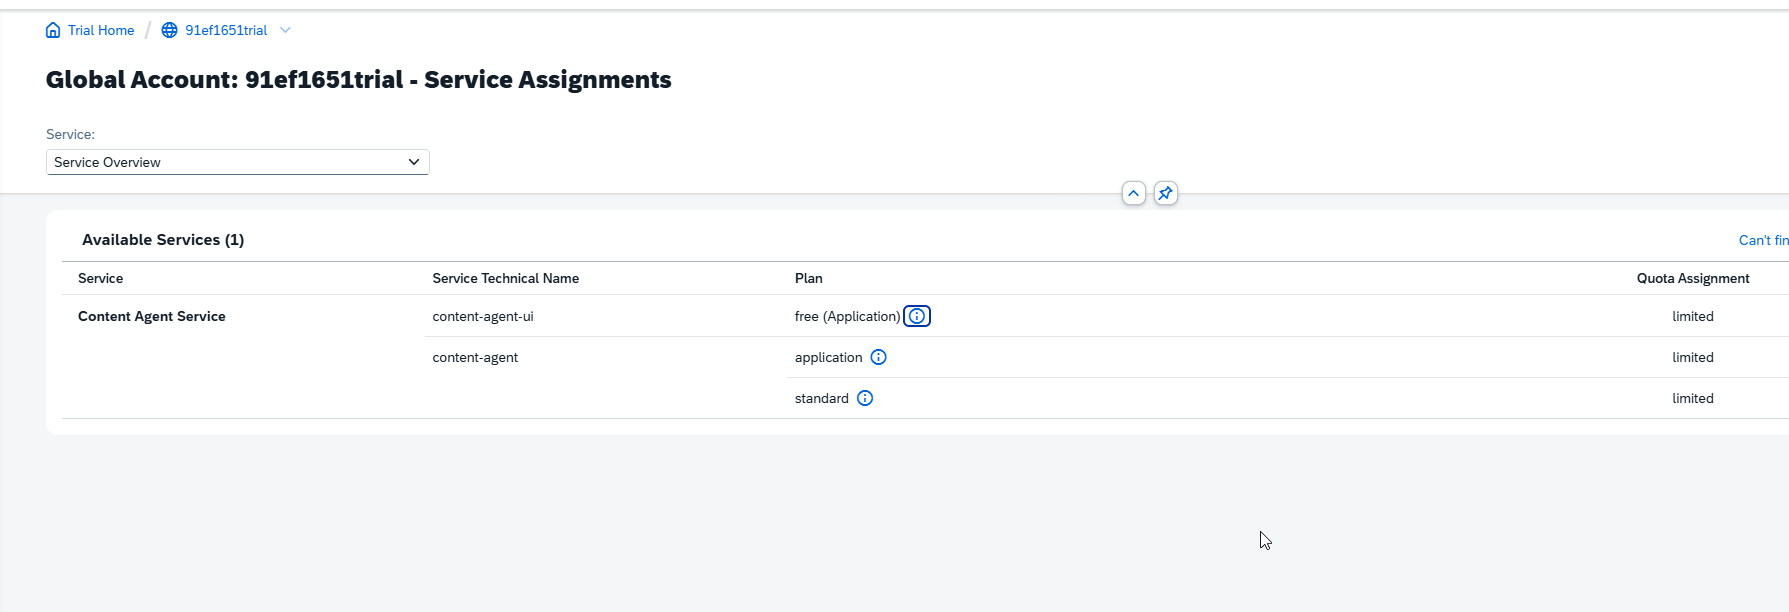 Trial Home / 91ef1651trial
Global Account: 91ef1651trial - Service Assignments
Service:
Service Overview
Available Services (1)
Can't
Service Service Technical Name Plan Quota Assignment
Content Agent Service content-agent-ui free (Application) limited
content-agent application limited
standard limited